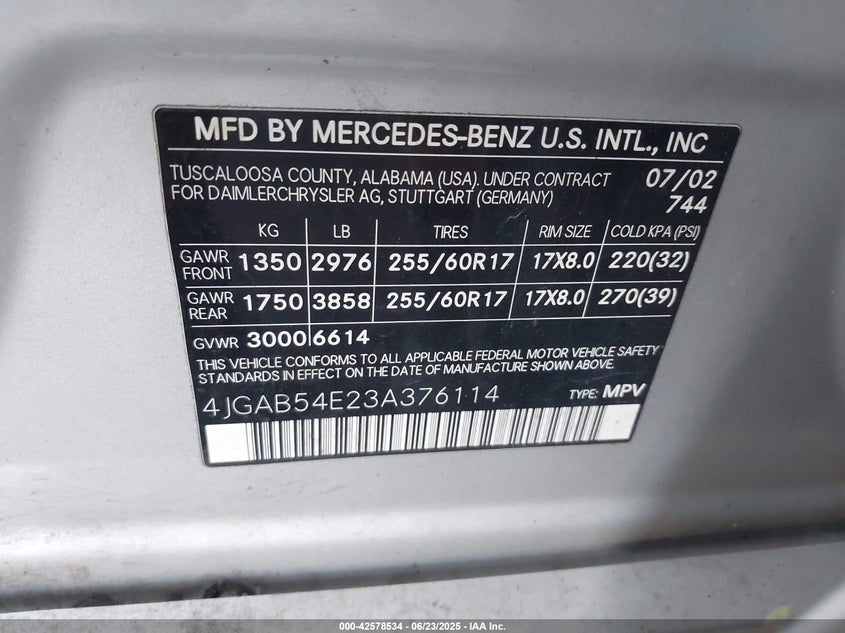 MFD BY MERCEDES-BENZ U.S. INTL., INC
TUSCALOOSA COUNTY, ALABAMA (USA). UNDER CONTRACT 07/02
FOR DAIMLERCHRYSLER AG, STUTTGART (GERMANY) 744
KG LB TIRES RIM SIZE COLD KPA (PSI)
GAWR FRONT 1350 2976 255/60R17 17X8.0 220(32)
GAWR REAR 1750 3858 255/60R17 17X8.0 270(39)
GVWR 3000 6614
THIS VEHICLE CONFORMS TO ALL APPLICABLE FEDERAL MOTOR VEHICLE SAFETY
STANDARDS IN EFFECT ON THE DATE OF MANUFACTURE SHOWN ABOVE.
4JGAB54E23A376114 TYPE: MPV
000-42578534 - 06/23/2025 - IAA Inc.